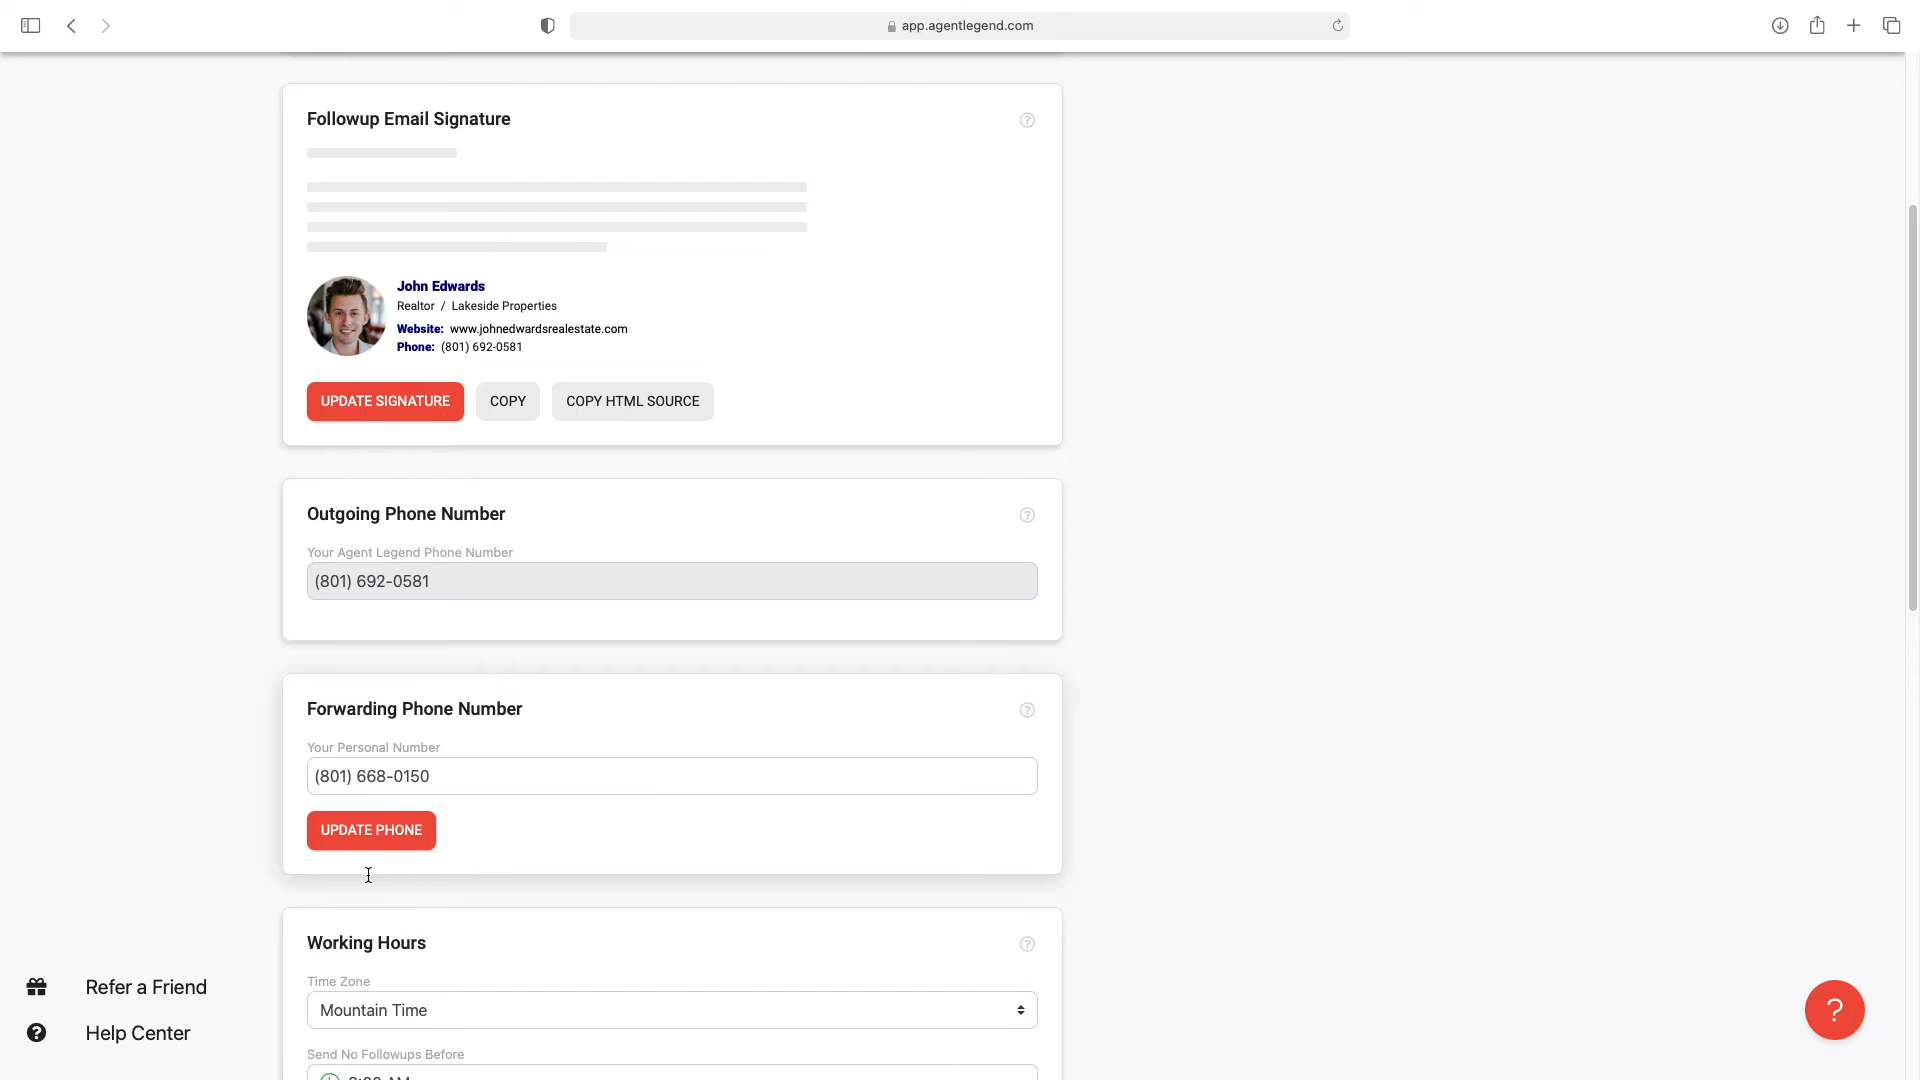 app.agentlegend.com
Followup Email Signature
John Edwards
Realtor / Lakeside Properties
Website: www.johnedwardsrealestate.com
Phone: (801) 692-0581
UPDATE SIGNATURE COPY COPY HTML SOURCE
Outgoing Phone Number
Your Agent Legend Phone Number
(801) 692-0581
Forwarding Phone Number
Your Personal Number
(801) 668-0150
UPDATE PHONE
Working Hours
Time Zone
Mountain Time
Send No Followups Before
Refer a Friend
Help Center